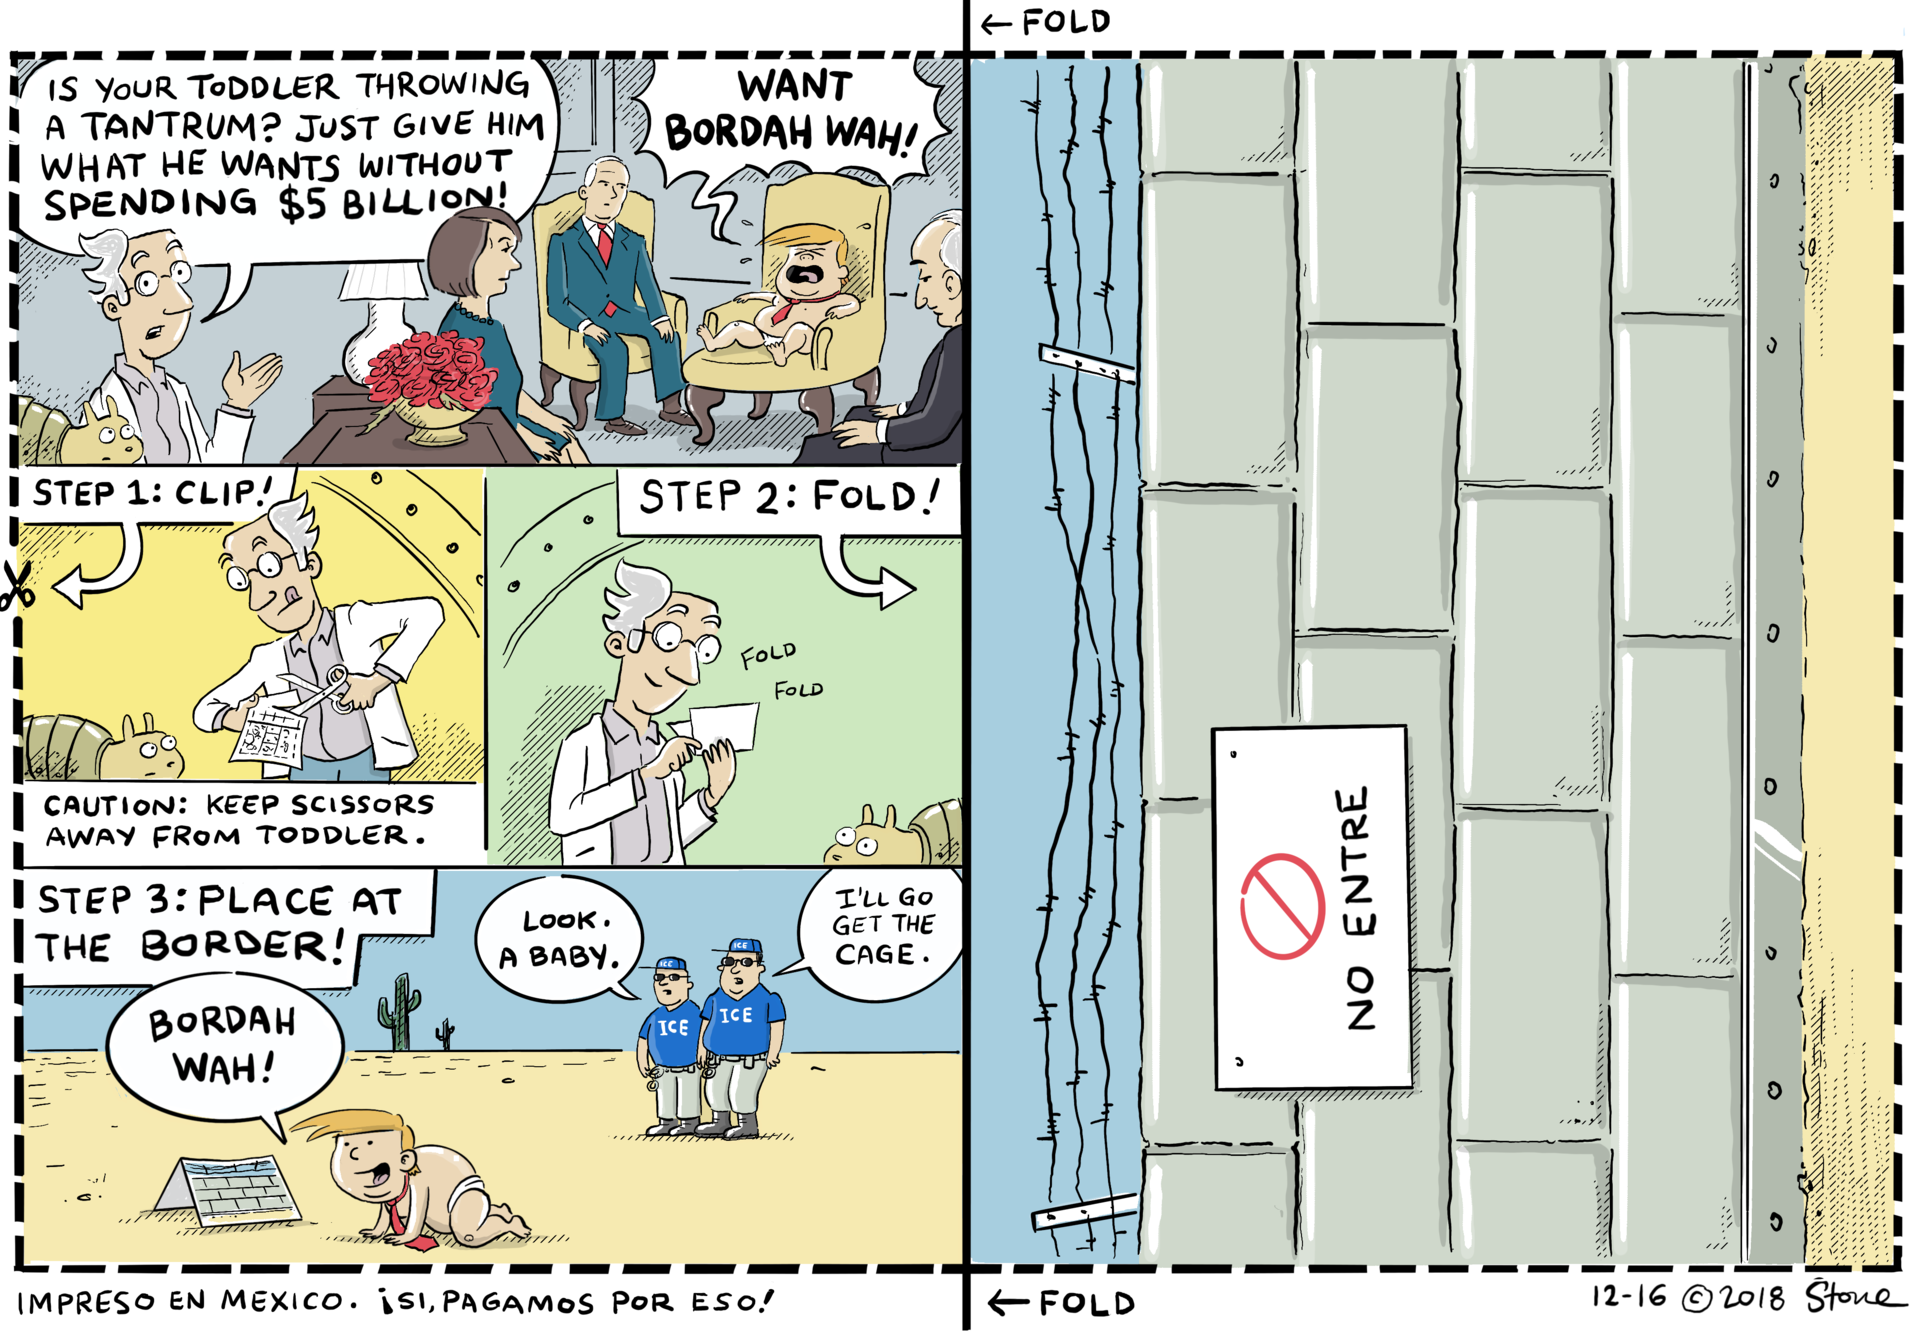 ← FOLD
IS YOUR TODDLER THROWING
A TANTRUM? JUST GIVE HIM
WHAT HE WANTS WITHOUT
SPENDING $5 BILLION!
WANT
BORDAH WAH!
STEP 1: CLIP!
CAUTION: KEEP SCISSORS
AWAY FROM TODDLER.
STEP 2: FOLD!
FOLD
FOLD
STEP 3: PLACE AT
THE BORDER!
BORDAH
WAH!
LOOK.
A BABY.
I'LL GO
GET THE
CAGE.
ICE
ICE
ICE
ICE
NO ENTRE
IMPRESO EN MEXICO. ¡SI, PAGAMOS POR ESO!
← FOLD
12-16 © 2018 Stone